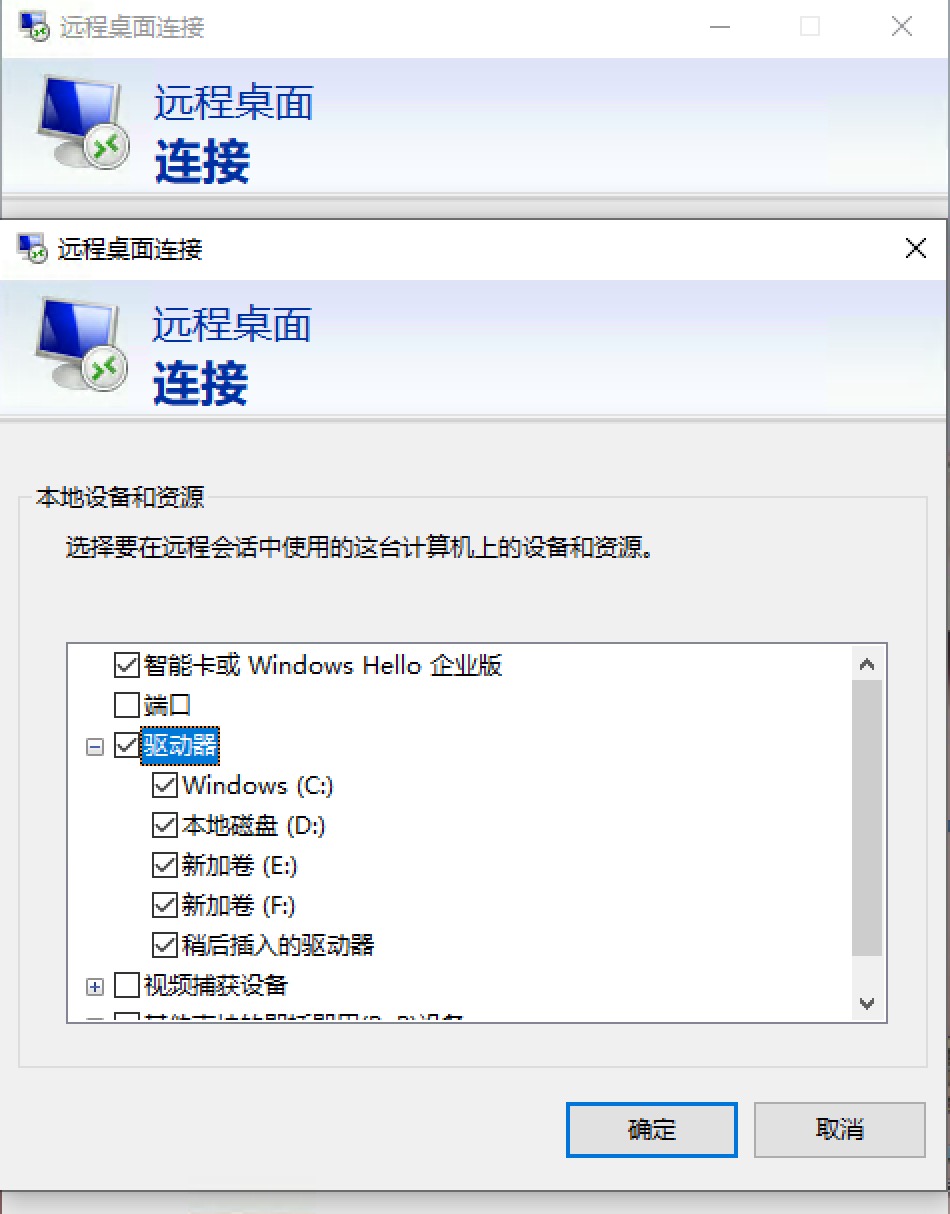 远程桌面连接
远程桌面
连接
远程桌面连接
远程桌面
连接
本地设备和资源
选择要在远程会话中使用的这台计算机上的设备和资源。
智能卡或 Windows Hello 企业版
端口
驱动器
Windows (C:)
本地磁盘 (D:)
新加卷 (E:)
新加卷 (F:)
稍后插入的驱动器
视频捕获设备
确定
取消